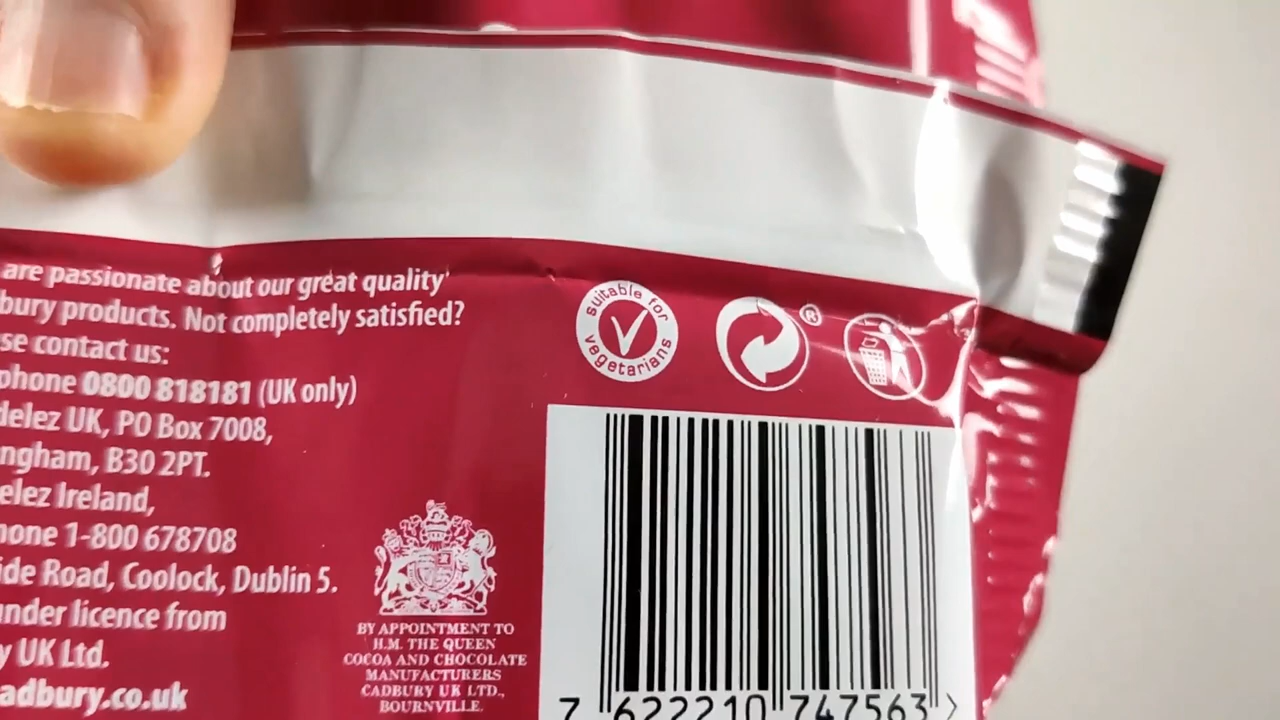 are passionate about our great quality
bury products. Not completely satisfied?
se contact us:
phone 0800 818181 (UK only)
delez UK, PO Box 7008,
ngham, B30 2PT.
elez Ireland,
hone 1-800 678708
ide Road, Coolock, Dublin 5.
under licence from
y UK Ltd.
adbury.co.uk
suitable for
vegetarians
®
BY APPOINTMENT TO
H.M. THE QUEEN
COCOA AND CHOCOLATE
MANUFACTURERS
CADBURY UK LTD.,
BOURNVILLE.
7 622210 747563 >